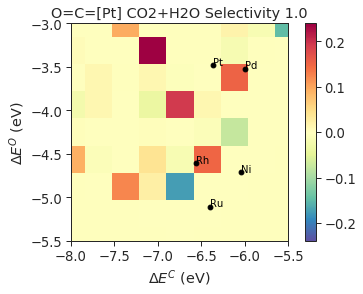 O=C=[Pt] CO2+H2O Selectivity 1.0
−3.0
−3.5
−4.0
−4.5
−5.0
−5.5
ΔE^O (eV)
Pt
Pd
Rh
Ni
Ru
−8.0 −7.5 −7.0 −6.5 −6.0 −5.5
ΔE^C (eV)
0.2
0.1
0.0
−0.1
−0.2